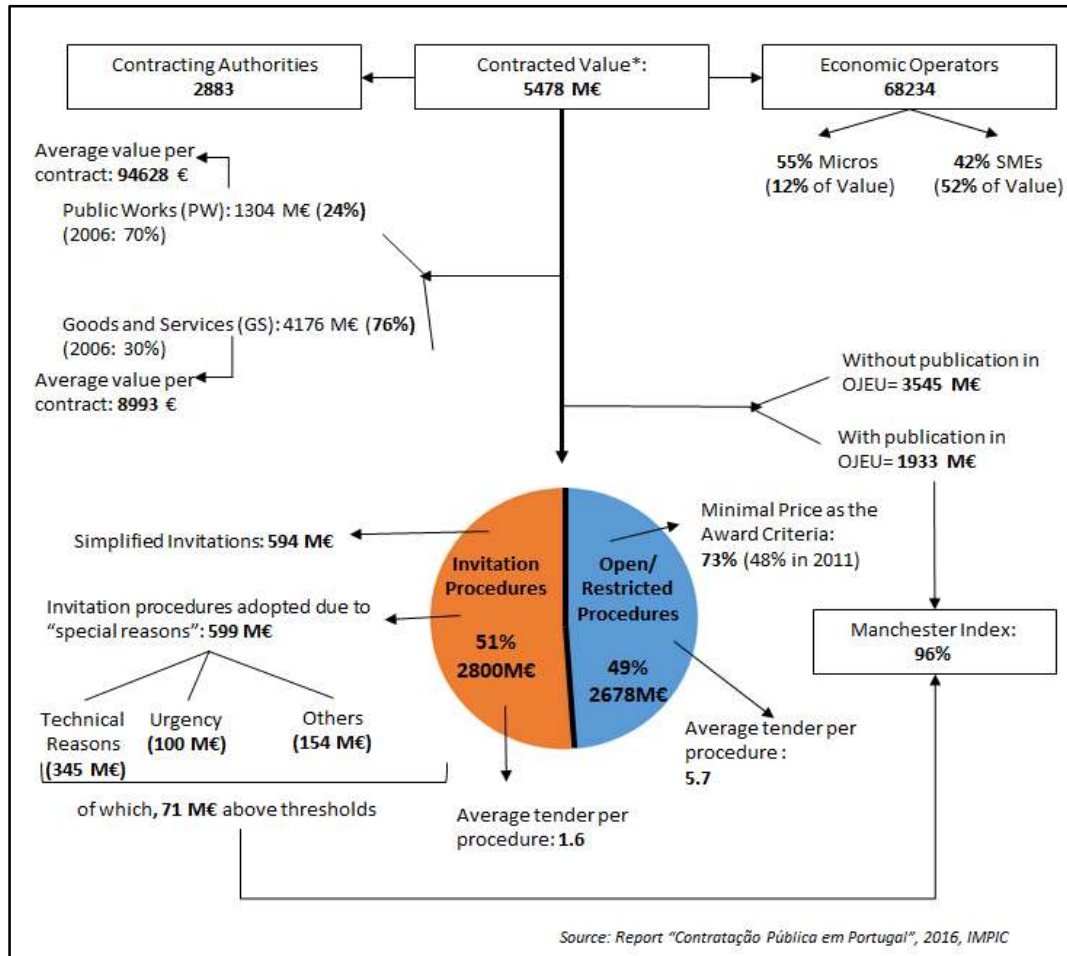 Contracting Authorities
2883
Contracted Value*:
5478 M€
Economic Operators
68234
55% Micros
(12% of Value)
42% SMEs
(52% of Value)
Average value per
contract: 94628 €
Public Works (PW): 1304 M€ (24%)
(2006: 70%)
Goods and Services (GS): 4176 M€ (76%)
(2006: 30%)
Average value per
contract: 8993 €
Without publication in
OJEU= 3545 M€
With publication in
OJEU= 1933 M€
Simplified Invitations: 594 M€
Invitation procedures adopted due to
“special reasons”: 599 M€
Technical
Reasons
(345 M€)
Urgency
(100 M€)
Others
(154 M€)
of which, 71 M€ above thresholds
Invitation
Procedures
51%
2800M€
Open/
Restricted
Procedures
49%
2678M€
Minimal Price as the
Award Criteria:
73% (48% in 2011)
Manchester Index:
96%
Average tender per
procedure :
5.7
Average tender per
procedure: 1.6
Source: Report “Contratação Pública em Portugal”, 2016, IMPIC